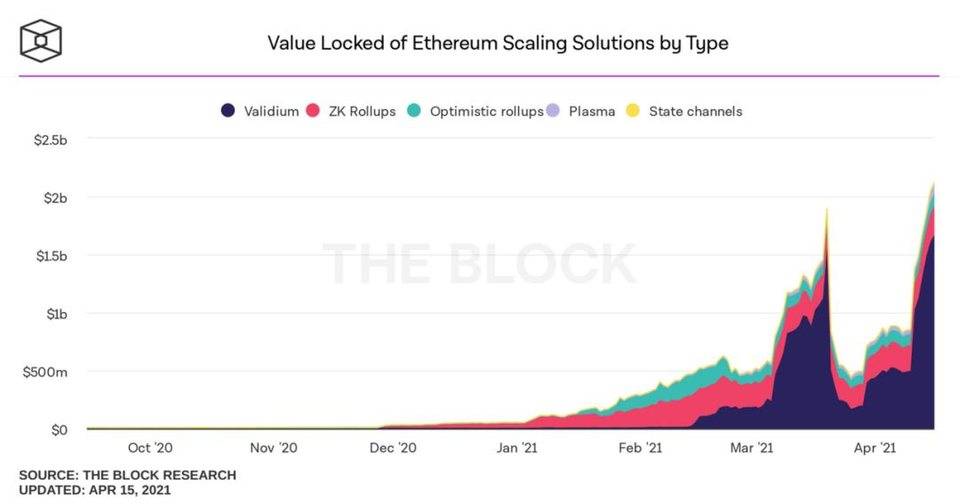 Value Locked of Ethereum Scaling Solutions by Type
Validium ZK Rollups Optimistic rollups Plasma State channels
$2.5b
$2b
$1.5b
$1b
$500m
$0
THE BLOCK
Oct '20 Nov '20 Dec '20 Jan '21 Feb '21 Mar '21 Apr '21
SOURCE: THE BLOCK RESEARCH
UPDATED: APR 15, 2021